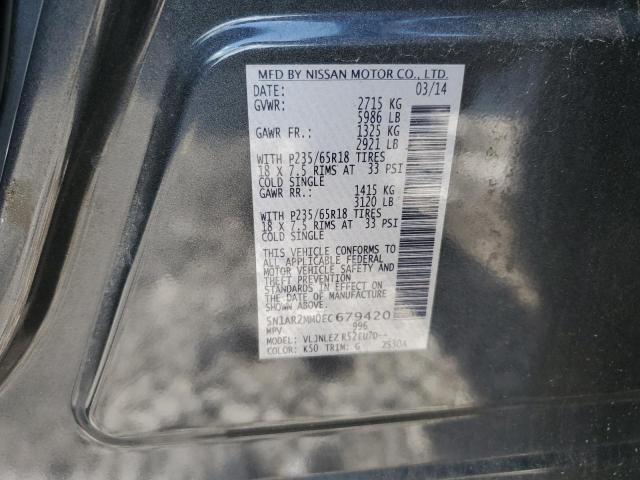 MFD BY NISSAN MOTOR CO., LTD.
DATE: 03/14
GVWR: 2715 KG
5986 LB
GAWR FR.: 1325 KG
2921 LB
WITH P235/65R18 TIRES
18 X 7.5 RIMS AT 33 PSI
COLD SINGLE
GAWR RR.: 1415 KG
3120 LB
WITH P235/65R18 TIRES
18 X 7.5 RIMS AT 33 PSI
COLD SINGLE
THIS VEHICLE CONFORMS TO
ALL APPLICABLE FEDERAL
MOTOR VEHICLE SAFETY AND
THEFT PREVENTION
STANDARDS IN EFFECT ON
THE DATE OF MANUFACTURE
SHOWN ABOVE.
5N1AR2MM0EC679420
MPV 996
MODEL: R52EU7D--
COLOR: K50 TRIM: G 2530A